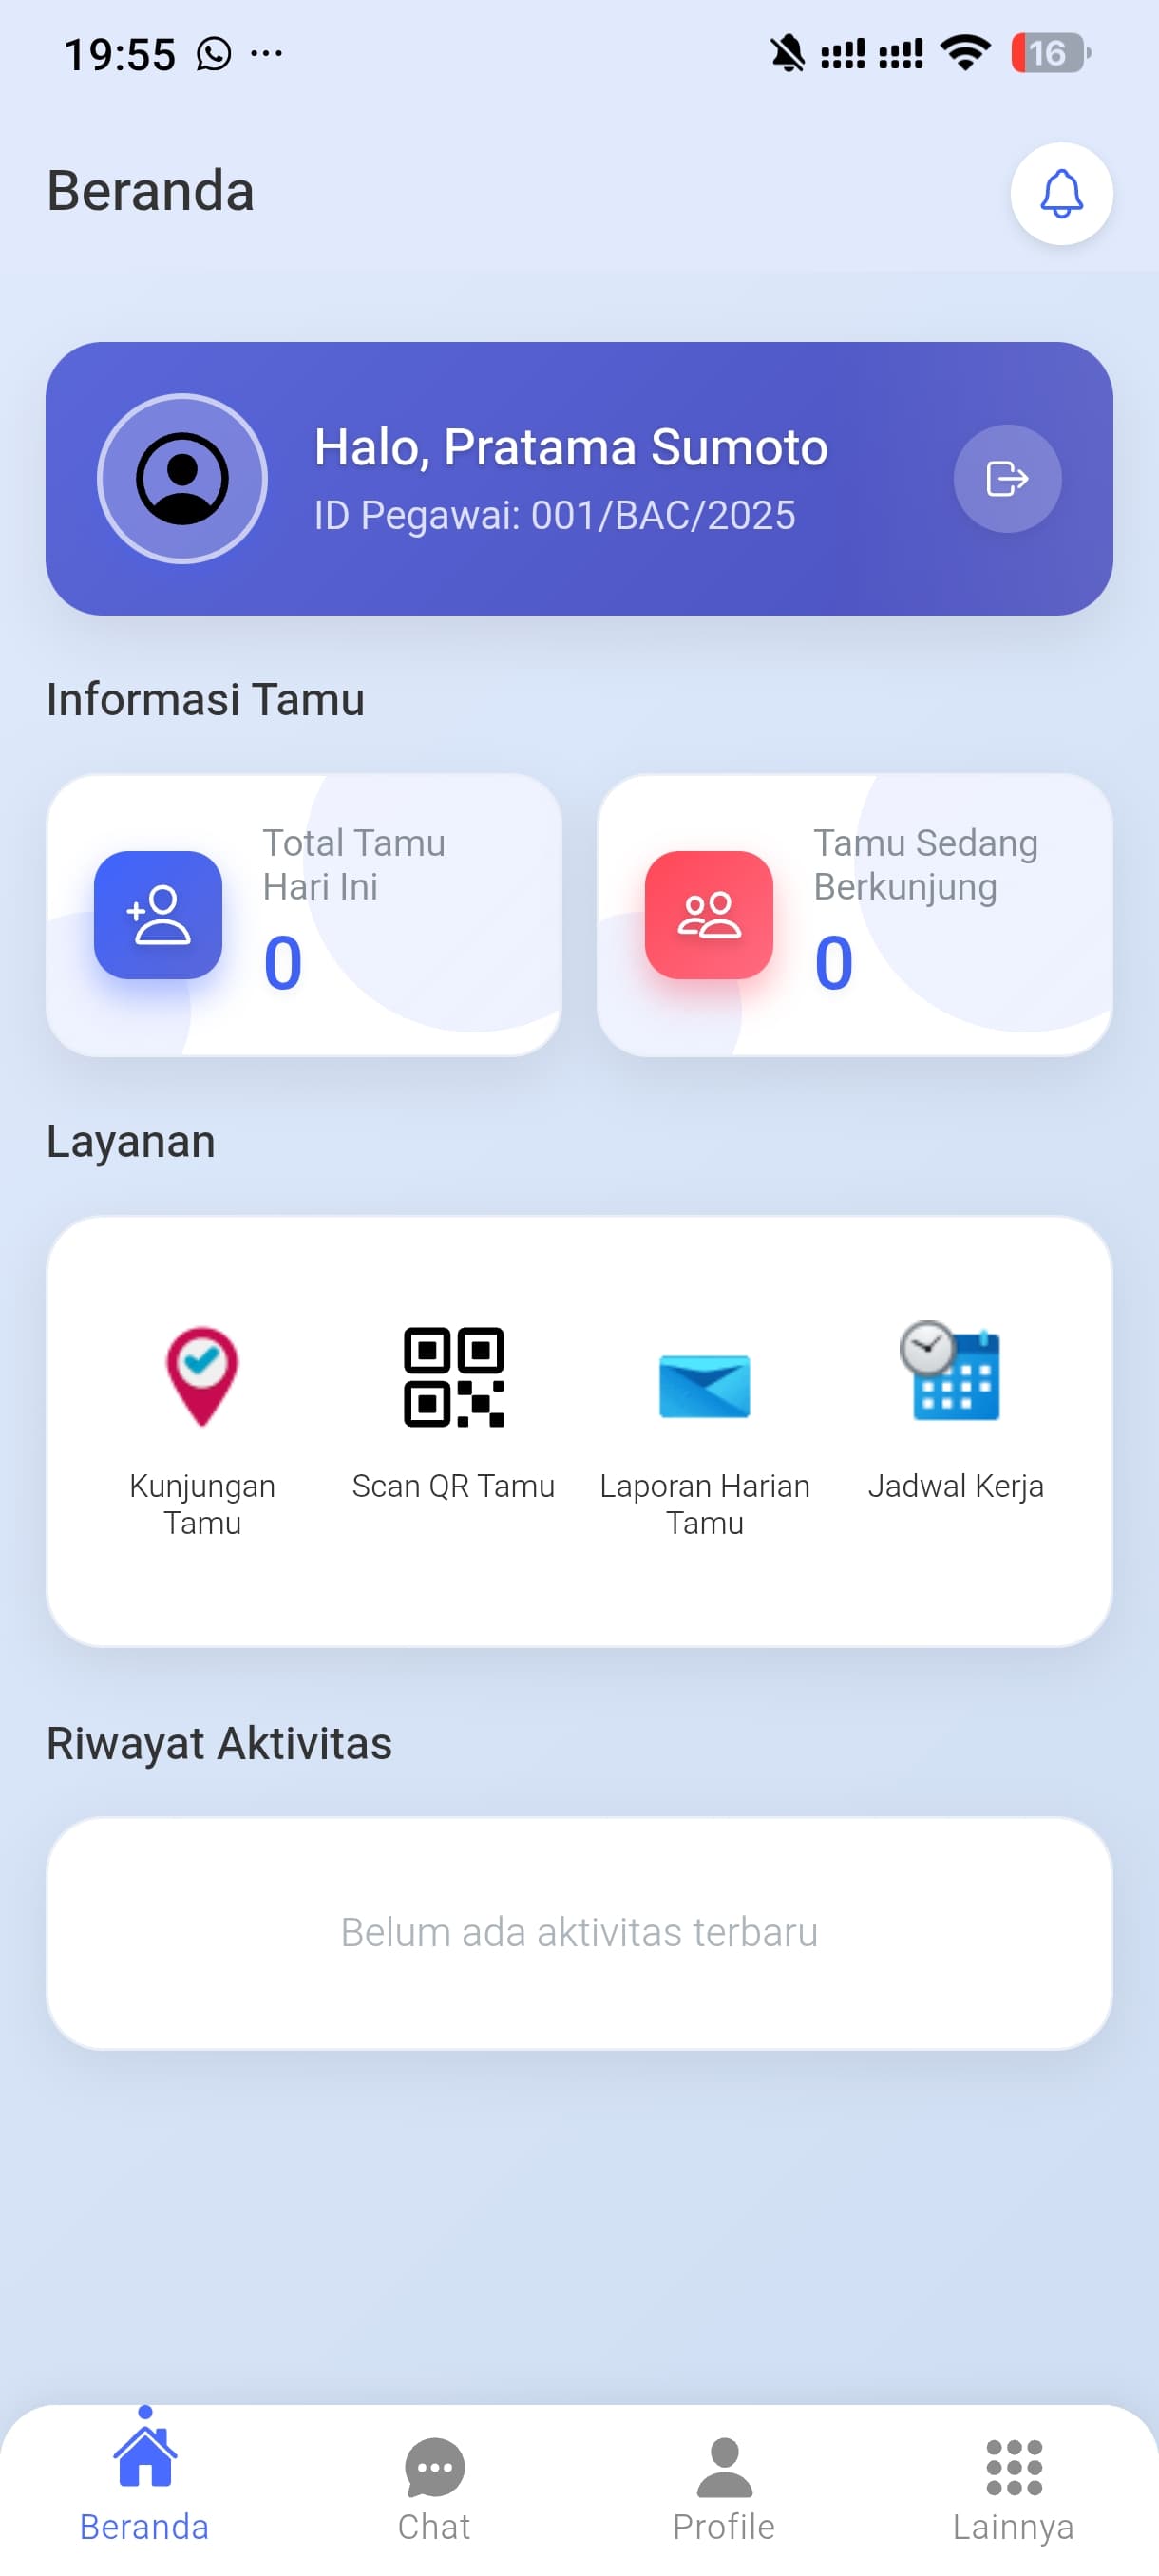 19:55
16
Beranda
Halo, Pratama Sumoto
ID Pegawai: 001/BAC/2025
Informasi Tamu
Total Tamu
Hari Ini
0
Tamu Sedang
Berkunjung
0
Layanan
Kunjungan
Tamu
Scan QR Tamu
Laporan Harian
Tamu
Jadwal Kerja
Riwayat Aktivitas
Belum ada aktivitas terbaru
Beranda
Chat
Profile
Lainnya